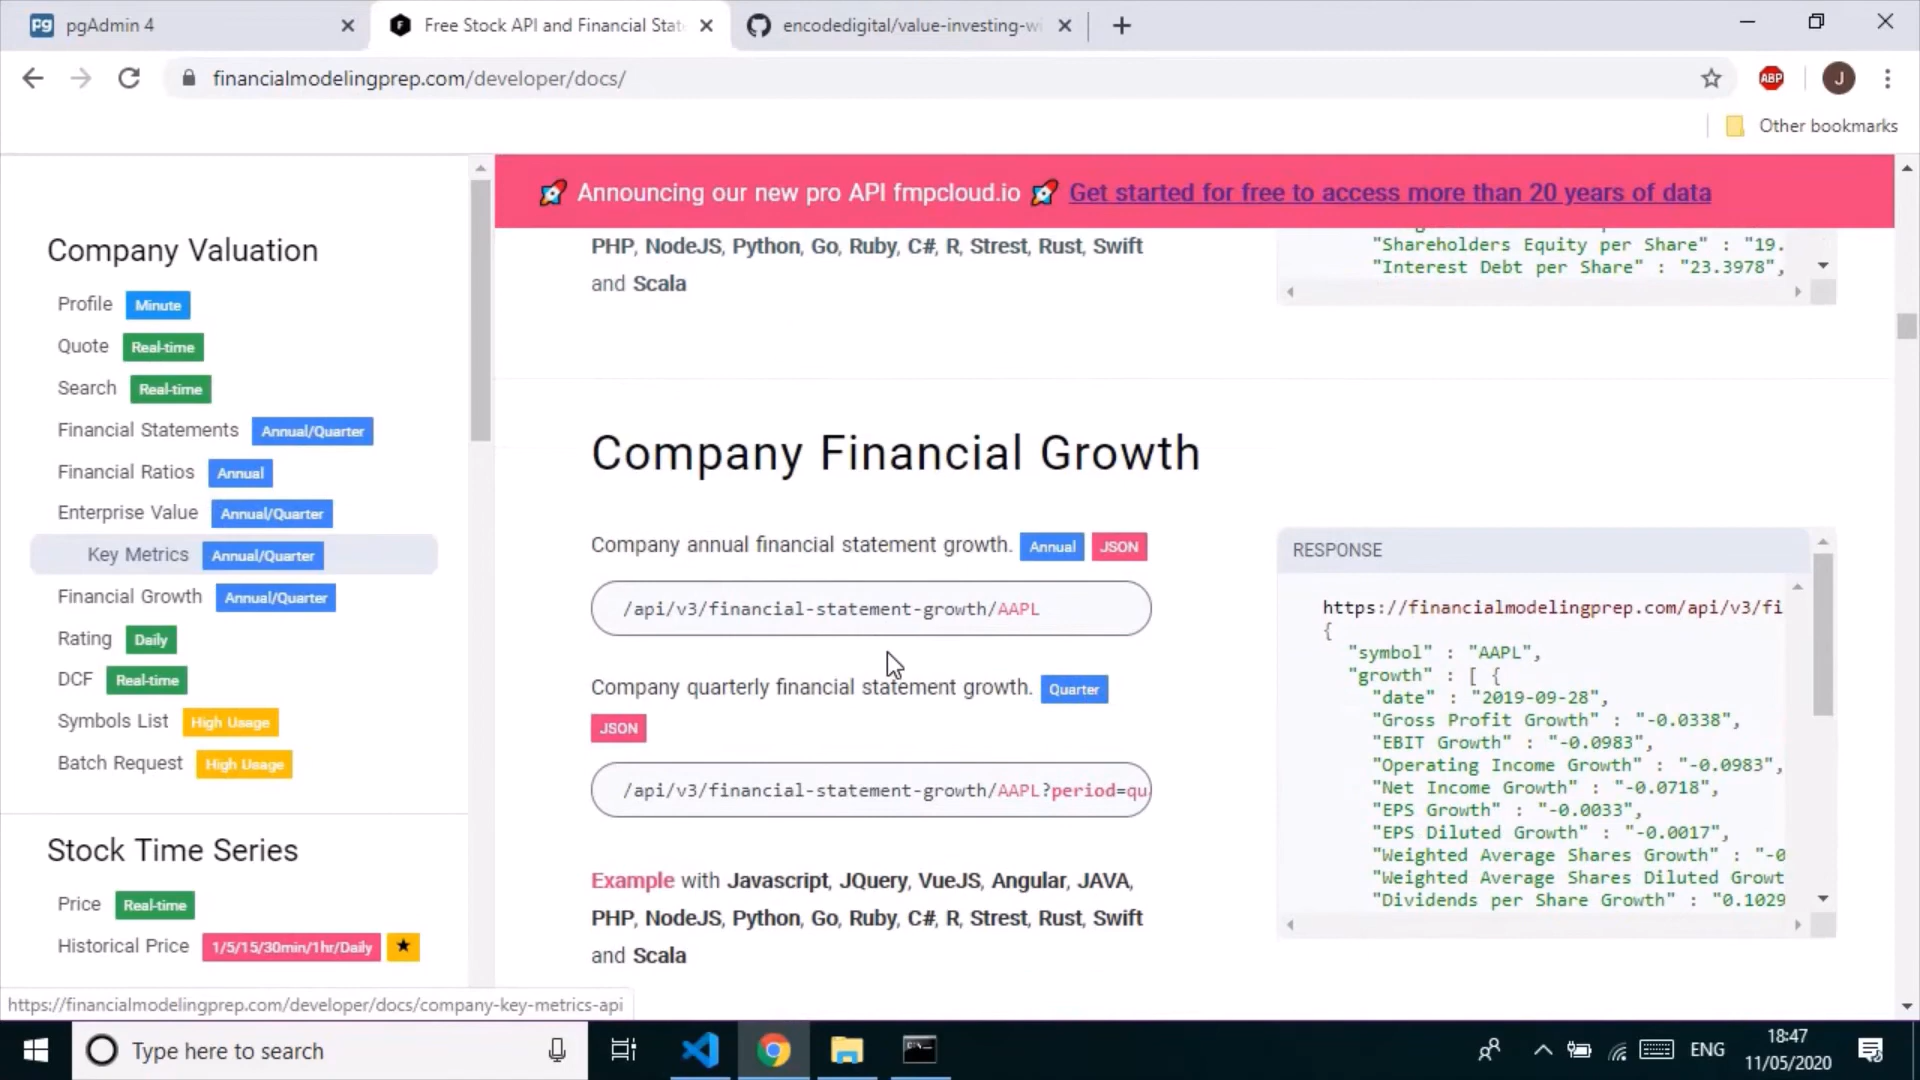 pgAdmin 4
Free Stock API and Financial Stat
encodedigital/value-investing-wi
financialmodelingprep.com/developer/docs/
ABP
J
Other bookmarks
Announcing our new pro API fmpcloud.io Get started for free to access more than 20 years of data
Company Valuation
Profile Minute
Quote Real-time
Search Real-time
Financial Statements Annual/Quarter
Financial Ratios Annual
Enterprise Value Annual/Quarter
Key Metrics Annual/Quarter
Financial Growth Annual/Quarter
Rating Daily
DCF Real-time
Symbols List High Usage
Batch Request High Usage
Stock Time Series
Price Real-time
Historical Price 1/5/15/30min/1hr/Daily
PHP, NodeJS, Python, Go, Ruby, C#, R, Strest, Rust, Swift
and Scala
"Shareholders Equity per Share" : "19.
"Interest Debt per Share" : "23.3978",
Company Financial Growth
Company annual financial statement growth. Annual JSON
/api/v3/financial-statement-growth/AAPL
Company quarterly financial statement growth. Quarter
JSON
/api/v3/financial-statement-growth/AAPL?period=qu
Example with Javascript, JQuery, VueJS, Angular, JAVA,
PHP, NodeJS, Python, Go, Ruby, C#, R, Strest, Rust, Swift
and Scala
RESPONSE
https://financialmodelingprep.com/api/v3/fi
{
"symbol" : "AAPL",
"growth" : [ {
"date" : "2019-09-28",
"Gross Profit Growth" : "-0.0338",
"EBIT Growth" : "-0.0983",
"Operating Income Growth" : "-0.0983",
"Net Income Growth" : "-0.0718",
"EPS Growth" : "-0.0033",
"EPS Diluted Growth" : "-0.0017",
"Weighted Average Shares Growth" : "-0
"Weighted Average Shares Diluted Growt
"Dividends per Share Growth" : "0.1029
https://financialmodelingprep.com/developer/docs/company-key-metrics-api
Type here to search
ENG
18:47
11/05/2020